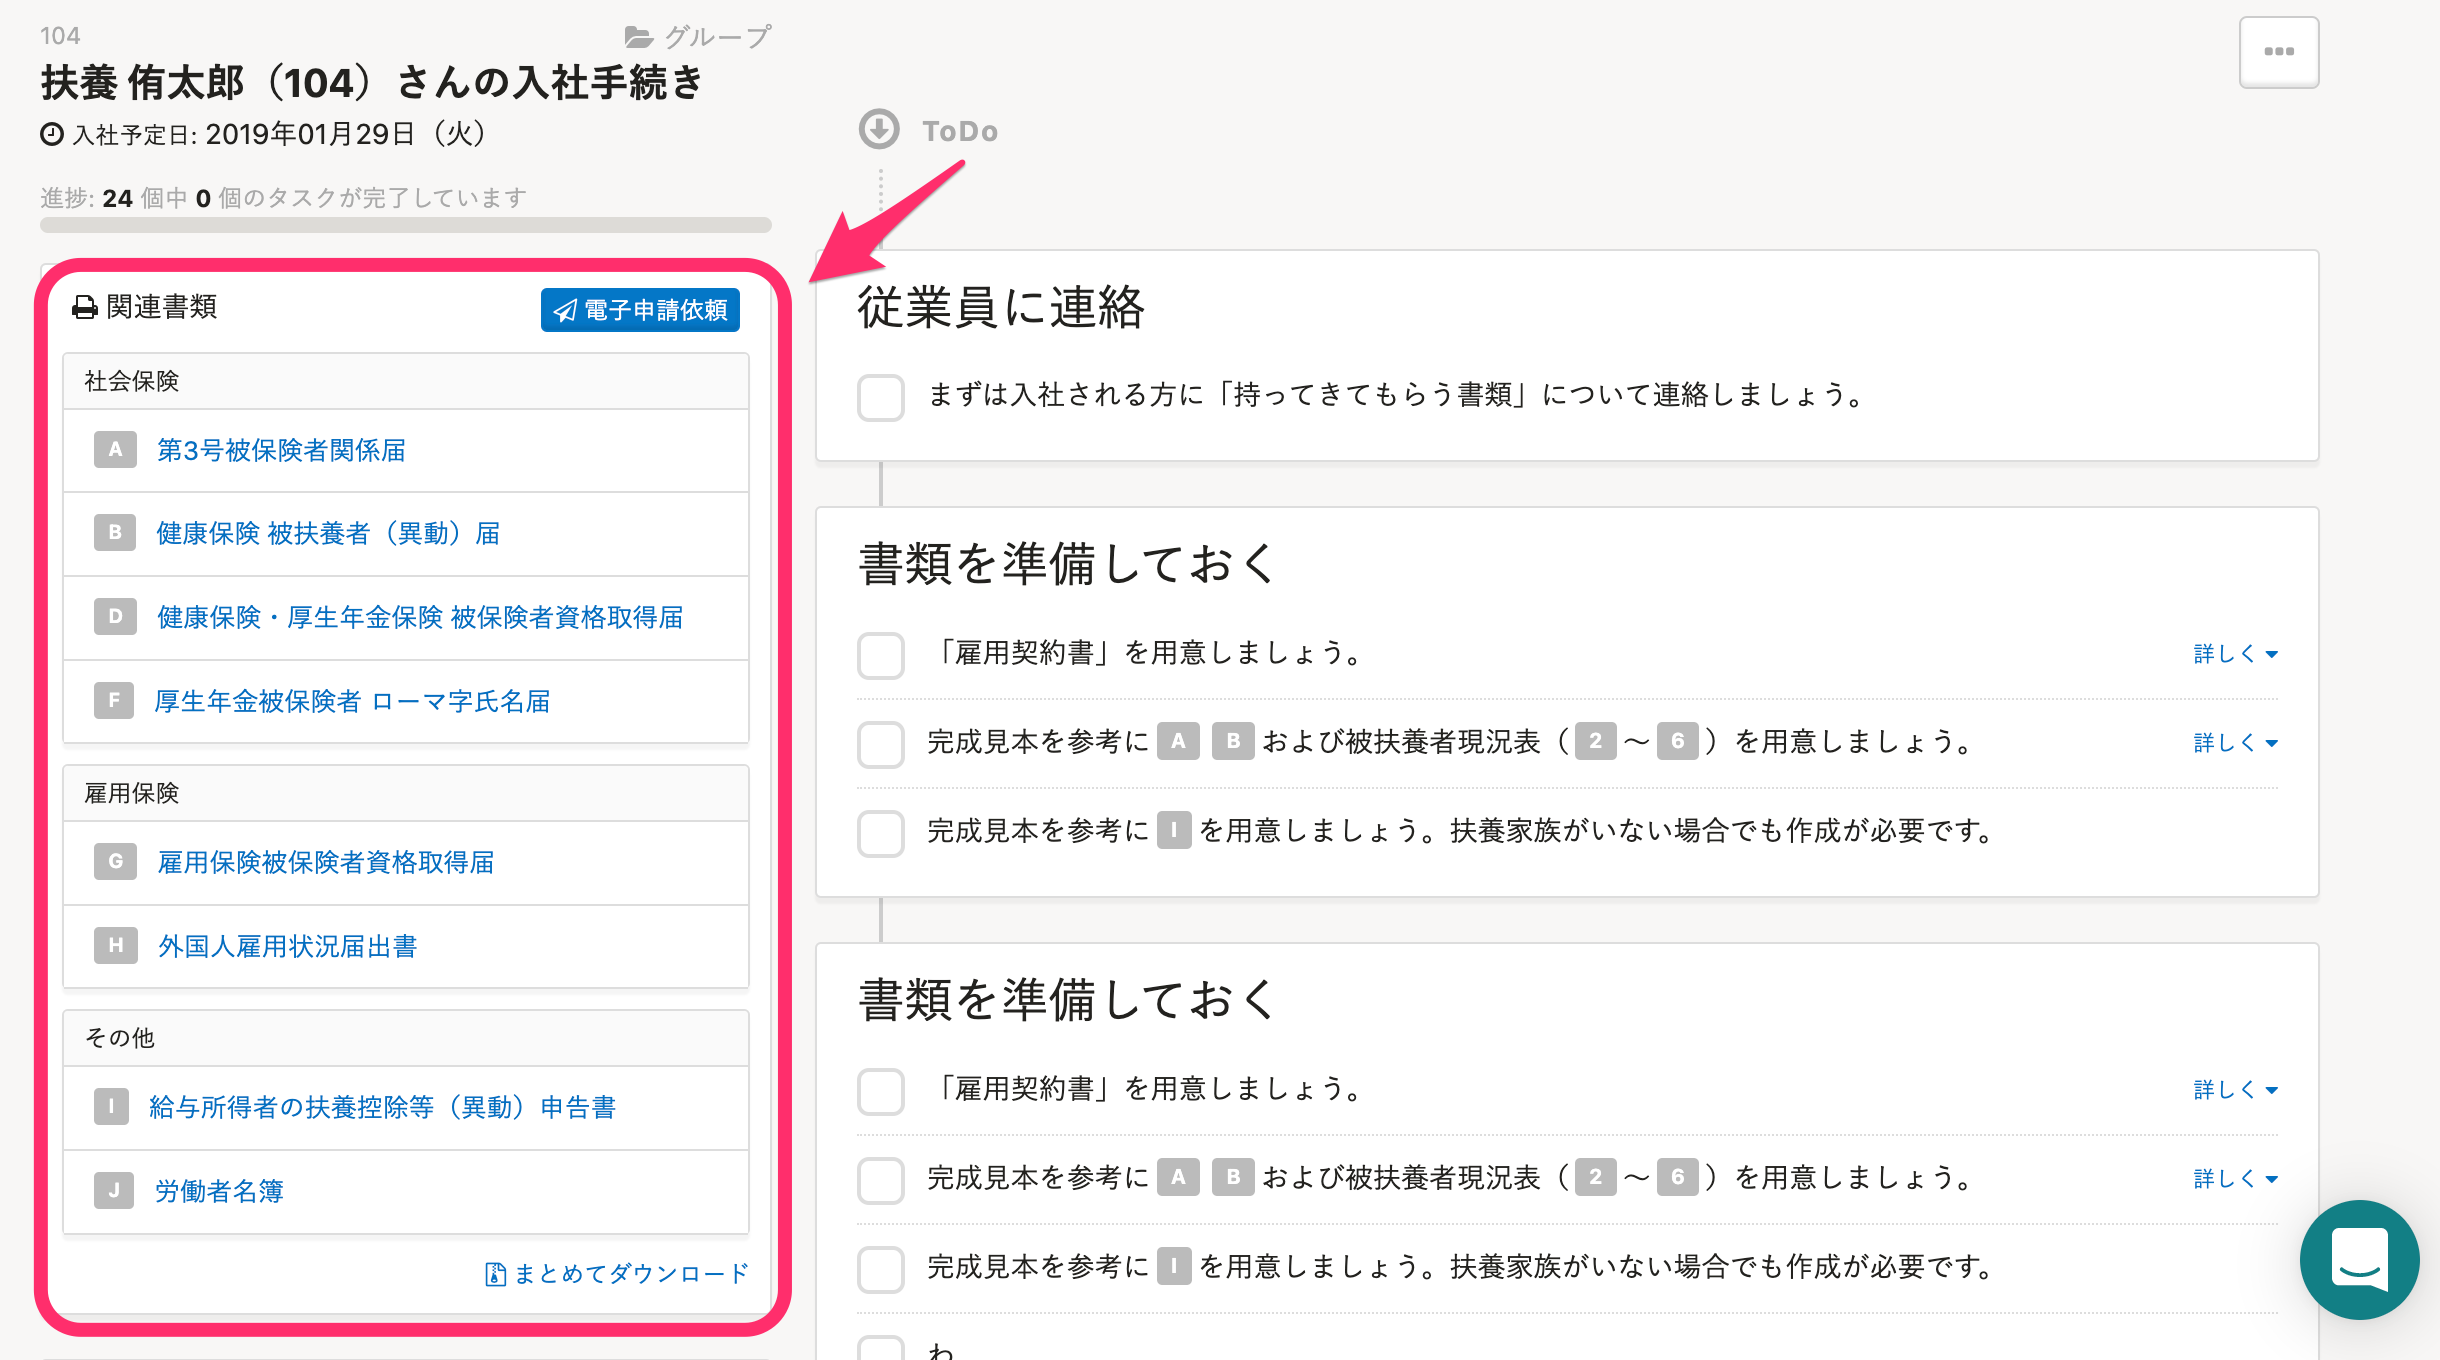 104
グループ
扶養 侑太郎（104）さんの入社手続き
入社予定日: 2019年01月29日（火）
進捗: 24 個中 0 個のタスクが完了しています
関連書類
電子申請依頼
社会保険
A 第3号被保険者関係届
B 健康保険 被扶養者（異動）届
D 健康保険・厚生年金保険 被保険者資格取得届
F 厚生年金被保険者 ローマ字氏名届
雇用保険
G 雇用保険被保険者資格取得届
H 外国人雇用状況届出書
その他
I 給与所得者の扶養控除等（異動）申告書
J 労働者名簿
まとめてダウンロード
ToDo
従業員に連絡
まずは入社される方に「持ってきてもらう書類」について連絡しましょう。
書類を準備しておく
「雇用契約書」を用意しましょう。
詳しく
完成見本を参考に A B および被扶養者現況表（ 2 〜 6 ）を用意しましょう。
詳しく
完成見本を参考に I を用意しましょう。扶養家族がいない場合でも作成が必要です。
書類を準備しておく
「雇用契約書」を用意しましょう。
詳しく
完成見本を参考に A B および被扶養者現況表（ 2 〜 6 ）を用意しましょう。
詳しく
完成見本を参考に I を用意しましょう。扶養家族がいない場合でも作成が必要です。
わ